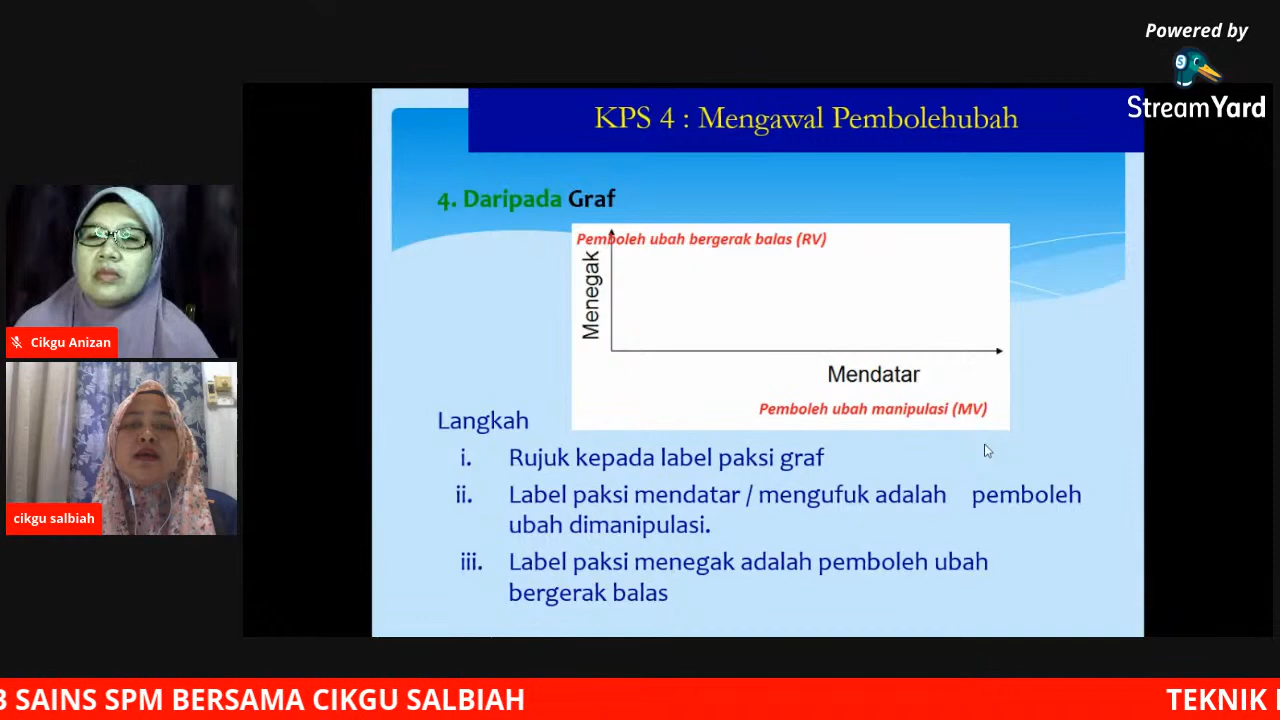 Powered by
StreamYard
KPS 4 : Mengawal Pembolehubah
4. Daripada Graf
Pemboleh ubah bergerak balas (RV)
Menegak
Mendatar
Pemboleh ubah manipulasi (MV)
Langkah
i. Rujuk kepada label paksi graf
ii. Label paksi mendatar / mengufuk adalah pemboleh
ubah dimanipulasi.
iii. Label paksi menegak adalah pemboleh ubah
bergerak balas
Cikgu Anizan
cikgu salbiah
SAINS SPM BERSAMA CIKGU SALBIAH
TEKNIK